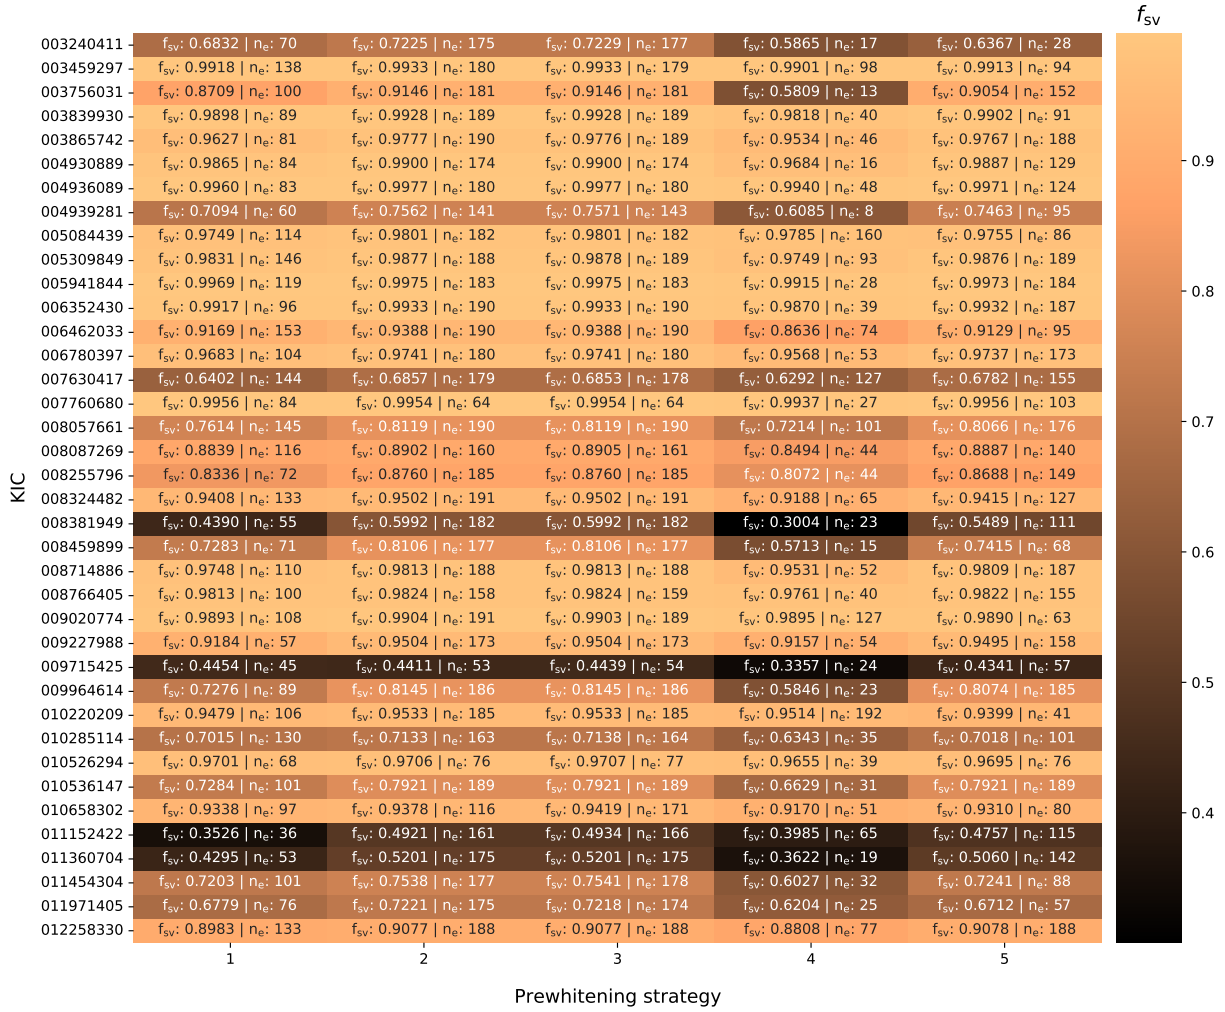 f_sv
003240411 f_sv: 0.6832 | n_e: 70 f_sv: 0.7225 | n_e: 175 f_sv: 0.7229 | n_e: 177 f_sv: 0.5865 | n_e: 17 f_sv: 0.6367 | n_e: 28
003459297 f_sv: 0.9918 | n_e: 138 f_sv: 0.9933 | n_e: 180 f_sv: 0.9933 | n_e: 179 f_sv: 0.9901 | n_e: 98 f_sv: 0.9913 | n_e: 94
003756031 f_sv: 0.8709 | n_e: 100 f_sv: 0.9146 | n_e: 181 f_sv: 0.9146 | n_e: 181 f_sv: 0.5809 | n_e: 13 f_sv: 0.9054 | n_e: 152
003839930 f_sv: 0.9898 | n_e: 89 f_sv: 0.9928 | n_e: 189 f_sv: 0.9928 | n_e: 189 f_sv: 0.9818 | n_e: 40 f_sv: 0.9902 | n_e: 91
003865742 f_sv: 0.9627 | n_e: 81 f_sv: 0.9777 | n_e: 190 f_sv: 0.9776 | n_e: 189 f_sv: 0.9534 | n_e: 46 f_sv: 0.9767 | n_e: 188
004930889 f_sv: 0.9865 | n_e: 84 f_sv: 0.9900 | n_e: 174 f_sv: 0.9900 | n_e: 174 f_sv: 0.9684 | n_e: 16 f_sv: 0.9887 | n_e: 129
004936089 f_sv: 0.9960 | n_e: 83 f_sv: 0.9977 | n_e: 180 f_sv: 0.9977 | n_e: 180 f_sv: 0.9940 | n_e: 48 f_sv: 0.9971 | n_e: 124
004939281 f_sv: 0.7094 | n_e: 60 f_sv: 0.7562 | n_e: 141 f_sv: 0.7571 | n_e: 143 f_sv: 0.6085 | n_e: 8 f_sv: 0.7463 | n_e: 95
005084439 f_sv: 0.9749 | n_e: 114 f_sv: 0.9801 | n_e: 182 f_sv: 0.9801 | n_e: 182 f_sv: 0.9785 | n_e: 160 f_sv: 0.9755 | n_e: 86
005309849 f_sv: 0.9831 | n_e: 146 f_sv: 0.9877 | n_e: 188 f_sv: 0.9878 | n_e: 189 f_sv: 0.9749 | n_e: 93 f_sv: 0.9876 | n_e: 189
005941844 f_sv: 0.9969 | n_e: 119 f_sv: 0.9975 | n_e: 183 f_sv: 0.9975 | n_e: 183 f_sv: 0.9915 | n_e: 28 f_sv: 0.9973 | n_e: 184
006352430 f_sv: 0.9917 | n_e: 96 f_sv: 0.9933 | n_e: 190 f_sv: 0.9933 | n_e: 190 f_sv: 0.9870 | n_e: 39 f_sv: 0.9932 | n_e: 187
006462033 f_sv: 0.9169 | n_e: 153 f_sv: 0.9388 | n_e: 190 f_sv: 0.9388 | n_e: 190 f_sv: 0.8636 | n_e: 74 f_sv: 0.9129 | n_e: 95
006780397 f_sv: 0.9683 | n_e: 104 f_sv: 0.9741 | n_e: 180 f_sv: 0.9741 | n_e: 180 f_sv: 0.9568 | n_e: 53 f_sv: 0.9737 | n_e: 173
007630417 f_sv: 0.6402 | n_e: 144 f_sv: 0.6857 | n_e: 179 f_sv: 0.6853 | n_e: 178 f_sv: 0.6292 | n_e: 127 f_sv: 0.6782 | n_e: 155
007760680 f_sv: 0.9956 | n_e: 84 f_sv: 0.9954 | n_e: 64 f_sv: 0.9954 | n_e: 64 f_sv: 0.9937 | n_e: 27 f_sv: 0.9956 | n_e: 103
008057661 f_sv: 0.7614 | n_e: 145 f_sv: 0.8119 | n_e: 190 f_sv: 0.8119 | n_e: 190 f_sv: 0.7214 | n_e: 101 f_sv: 0.8066 | n_e: 176
008087269 f_sv: 0.8839 | n_e: 116 f_sv: 0.8902 | n_e: 160 f_sv: 0.8905 | n_e: 161 f_sv: 0.8494 | n_e: 44 f_sv: 0.8887 | n_e: 140
008255796 f_sv: 0.8336 | n_e: 72 f_sv: 0.8760 | n_e: 185 f_sv: 0.8760 | n_e: 185 f_sv: 0.8072 | n_e: 44 f_sv: 0.8688 | n_e: 149
008324482 f_sv: 0.9408 | n_e: 133 f_sv: 0.9502 | n_e: 191 f_sv: 0.9502 | n_e: 191 f_sv: 0.9188 | n_e: 65 f_sv: 0.9415 | n_e: 127
008381949 f_sv: 0.4390 | n_e: 55 f_sv: 0.5992 | n_e: 182 f_sv: 0.5992 | n_e: 182 f_sv: 0.3004 | n_e: 23 f_sv: 0.5489 | n_e: 111
008459899 f_sv: 0.7283 | n_e: 71 f_sv: 0.8106 | n_e: 177 f_sv: 0.8106 | n_e: 177 f_sv: 0.5713 | n_e: 15 f_sv: 0.7415 | n_e: 68
008714886 f_sv: 0.9748 | n_e: 110 f_sv: 0.9813 | n_e: 188 f_sv: 0.9813 | n_e: 188 f_sv: 0.9531 | n_e: 52 f_sv: 0.9809 | n_e: 187
008766405 f_sv: 0.9813 | n_e: 100 f_sv: 0.9824 | n_e: 158 f_sv: 0.9824 | n_e: 159 f_sv: 0.9761 | n_e: 40 f_sv: 0.9822 | n_e: 155
009020774 f_sv: 0.9893 | n_e: 108 f_sv: 0.9904 | n_e: 191 f_sv: 0.9903 | n_e: 189 f_sv: 0.9895 | n_e: 127 f_sv: 0.9890 | n_e: 63
009227988 f_sv: 0.9184 | n_e: 57 f_sv: 0.9504 | n_e: 173 f_sv: 0.9504 | n_e: 173 f_sv: 0.9157 | n_e: 54 f_sv: 0.9495 | n_e: 158
009715425 f_sv: 0.4454 | n_e: 45 f_sv: 0.4411 | n_e: 53 f_sv: 0.4439 | n_e: 54 f_sv: 0.3357 | n_e: 24 f_sv: 0.4341 | n_e: 57
009964614 f_sv: 0.7276 | n_e: 89 f_sv: 0.8145 | n_e: 186 f_sv: 0.8145 | n_e: 186 f_sv: 0.5846 | n_e: 23 f_sv: 0.8074 | n_e: 185
010220209 f_sv: 0.9479 | n_e: 106 f_sv: 0.9533 | n_e: 185 f_sv: 0.9533 | n_e: 185 f_sv: 0.9514 | n_e: 192 f_sv: 0.9399 | n_e: 41
010285114 f_sv: 0.7015 | n_e: 130 f_sv: 0.7133 | n_e: 163 f_sv: 0.7138 | n_e: 164 f_sv: 0.6343 | n_e: 35 f_sv: 0.7018 | n_e: 101
010526294 f_sv: 0.9701 | n_e: 68 f_sv: 0.9706 | n_e: 76 f_sv: 0.9707 | n_e: 77 f_sv: 0.9655 | n_e: 39 f_sv: 0.9695 | n_e: 76
010536147 f_sv: 0.7284 | n_e: 101 f_sv: 0.7921 | n_e: 189 f_sv: 0.7921 | n_e: 189 f_sv: 0.6629 | n_e: 31 f_sv: 0.7921 | n_e: 189
010658302 f_sv: 0.9338 | n_e: 97 f_sv: 0.9378 | n_e: 116 f_sv: 0.9419 | n_e: 171 f_sv: 0.9170 | n_e: 51 f_sv: 0.9310 | n_e: 80
011152422 f_sv: 0.3526 | n_e: 36 f_sv: 0.4921 | n_e: 161 f_sv: 0.4934 | n_e: 166 f_sv: 0.3985 | n_e: 65 f_sv: 0.4757 | n_e: 115
011360704 f_sv: 0.4295 | n_e: 53 f_sv: 0.5201 | n_e: 175 f_sv: 0.5201 | n_e: 175 f_sv: 0.3622 | n_e: 19 f_sv: 0.5060 | n_e: 142
011454304 f_sv: 0.7203 | n_e: 101 f_sv: 0.7538 | n_e: 177 f_sv: 0.7541 | n_e: 178 f_sv: 0.6027 | n_e: 32 f_sv: 0.7241 | n_e: 88
011971405 f_sv: 0.6779 | n_e: 76 f_sv: 0.7221 | n_e: 175 f_sv: 0.7218 | n_e: 174 f_sv: 0.6204 | n_e: 25 f_sv: 0.6712 | n_e: 57
012258330 f_sv: 0.8983 | n_e: 133 f_sv: 0.9077 | n_e: 188 f_sv: 0.9077 | n_e: 188 f_sv: 0.8808 | n_e: 77 f_sv: 0.9078 | n_e: 188
1 2 3 4 5
Prewhitening strategy
KIC
0.9
0.8
0.7
0.6
0.5
0.4